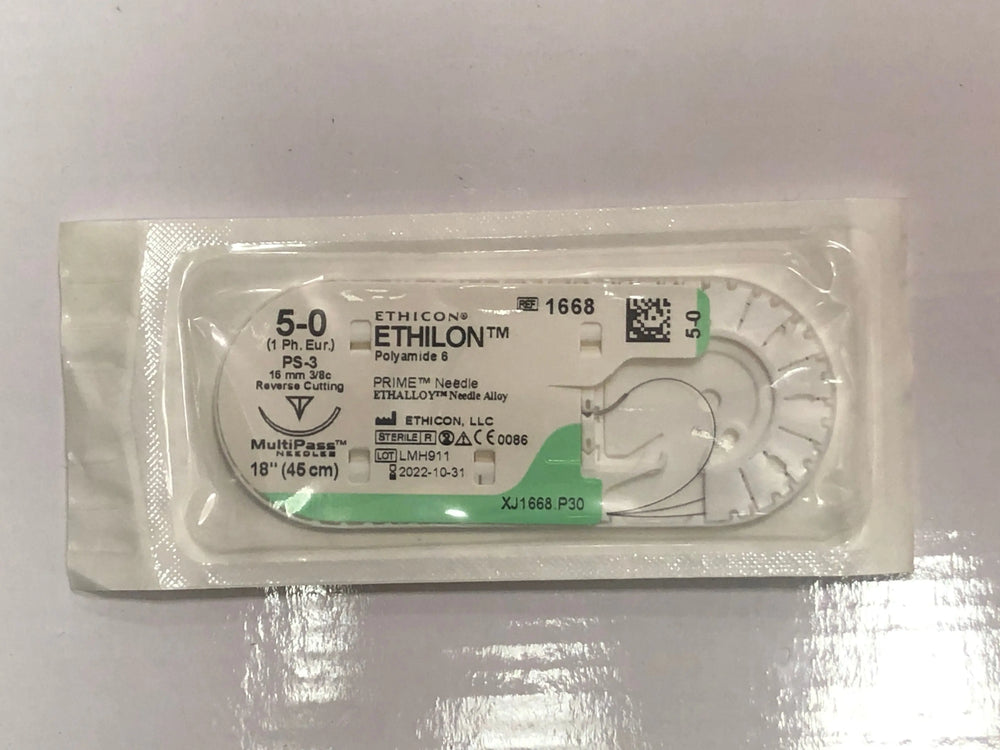 5-0
(1 Ph. Eur.)
PS-3
16 mm 3/8c
Reverse Cutting
MultiPass™
NEEDLES
18" (45 cm)
ETHICON®
ETHILON™
Polyamide 6
REF 1668
5-0
PRIME™ Needle
ETHALLOY™ Needle Alloy
ETHICON, LLC
STERILE R 2 CE 0086
LOT LMH911
2022-10-31
XJ1668.P30